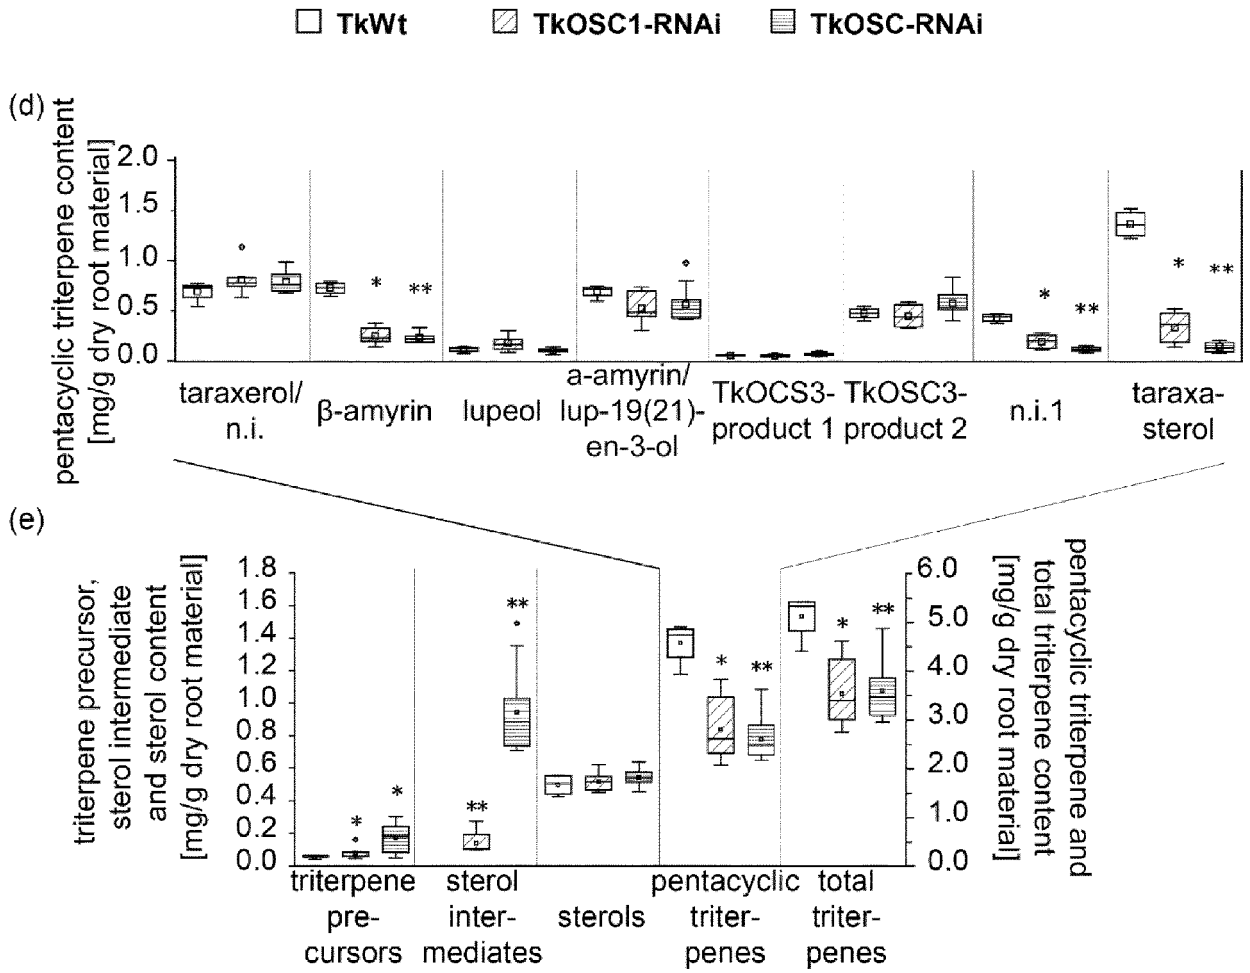 TkWt TkOSC1-RNAi TkOSC-RNAi
(d)
pentacyclic triterpene content
[mg/g dry root material]
2.0
1.5
1.0
0.5
0.0
* ** * ** * **
taraxerol/
n.i.
β-amyrin
lupeol
a-amyrin/
lup-19(21)-
en-3-ol
TkOCS3-
product 1
TkOSC3-
product 2
n.i.1
taraxa-
sterol
(e)
triterpene precursor,
sterol intermediate
and sterol content
[mg/g dry root material]
1.8
1.6
1.4
1.2
1.0
0.8
0.6
0.4
0.2
0.0
* * ** ** * ** * **
6.0
5.0
4.0
3.0
2.0
1.0
0.0
pentacyclic triterpene and
total triterpene content
[mg/g dry root material]
triterpene
pre-
cursors
sterol
inter-
mediates
sterols
pentacyclic
triter-
penes
total
triter-
penes